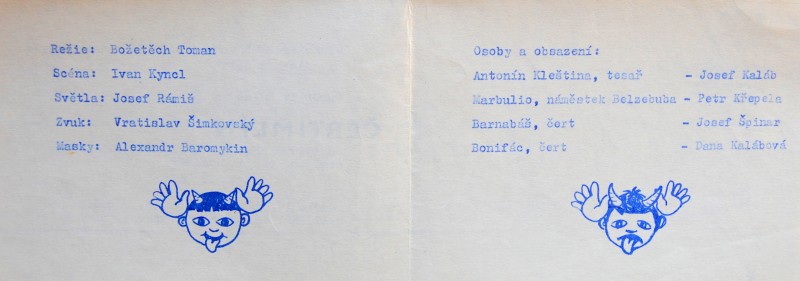 Režie: Božetěch Toman
Scéna: Ivan Kyncl
Světla: Josef Rámiš
Zvuk: Vratislav Šimkovský
Masky: Alexandr Baromykin
Osoby a obsazení:
Antonín Kleština, tesař - Josef Kaláb
Marbulio, náměstek Belzebuba - Petr Křepela
Barnabáš, čert - Josef Špinar
Bonifác, čert - Dana Kalábová